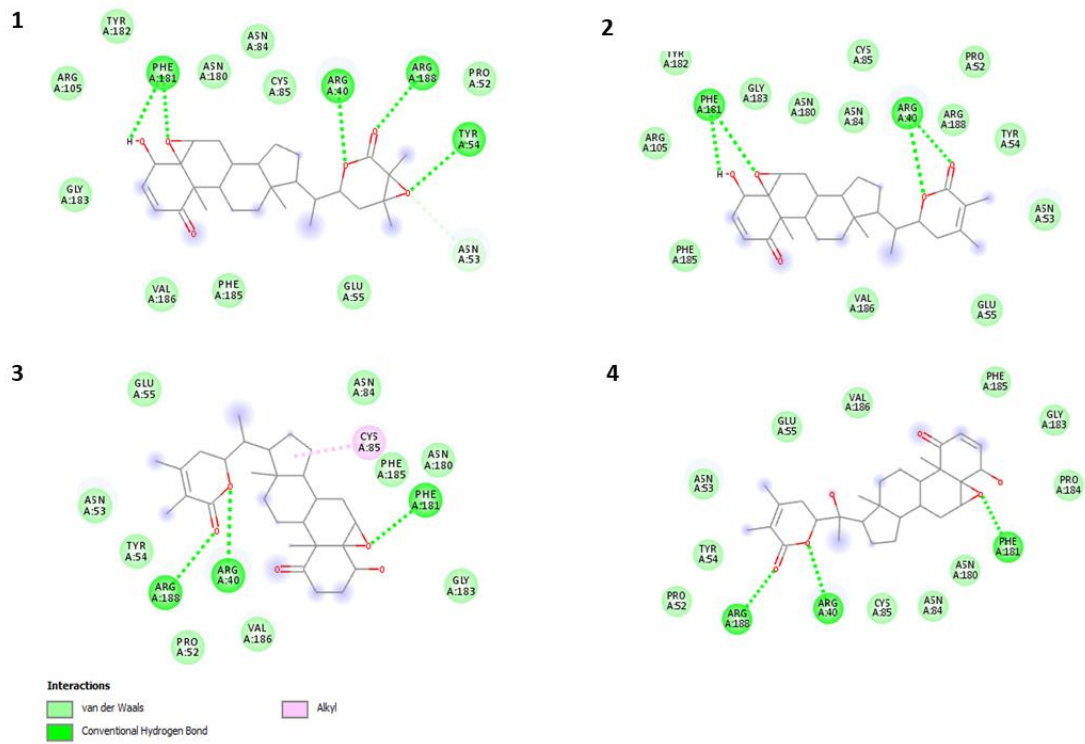 1
TYR
A:182
ASN
A:84
PHE
A:181
ASN
A:180
ARG
A:105
CYS
A:85
ARG
A:40
ARG
A:188
PRO
A:52
TYR
A:54
H
O
O
O
O
O
O
GLY
A:183
ASN
A:53
VAL
A:186
PHE
A:185
GLU
A:55
2
TYR
A:182
CYS
A:85
PRO
A:52
PHE
A:181
GLY
A:183
ASN
A:180
ASN
A:84
ARG
A:40
ARG
A:188
TYR
A:54
ARG
A:105
H
O
O
O
O
O
ASN
A:53
PHE
A:185
VAL
A:186
GLU
A:55
3
GLU
A:55
ASN
A:84
CYS
A:85
PHE
A:185
ASN
A:180
PHE
A:181
ASN
A:53
O
O
O
O
O
TYR
A:54
ARG
A:188
ARG
A:40
GLY
A:183
PRO
A:52
VAL
A:186
4
PHE
A:185
VAL
A:186
GLU
A:55
GLY
A:183
PRO
A:184
ASN
A:53
O
O
O
O
O
O
TYR
A:54
PHE
A:181
ASN
A:180
PRO
A:52
ARG
A:188
ARG
A:40
CYS
A:85
ASN
A:84
Interactions
van der Waals
Conventional Hydrogen Bond
Alkyl